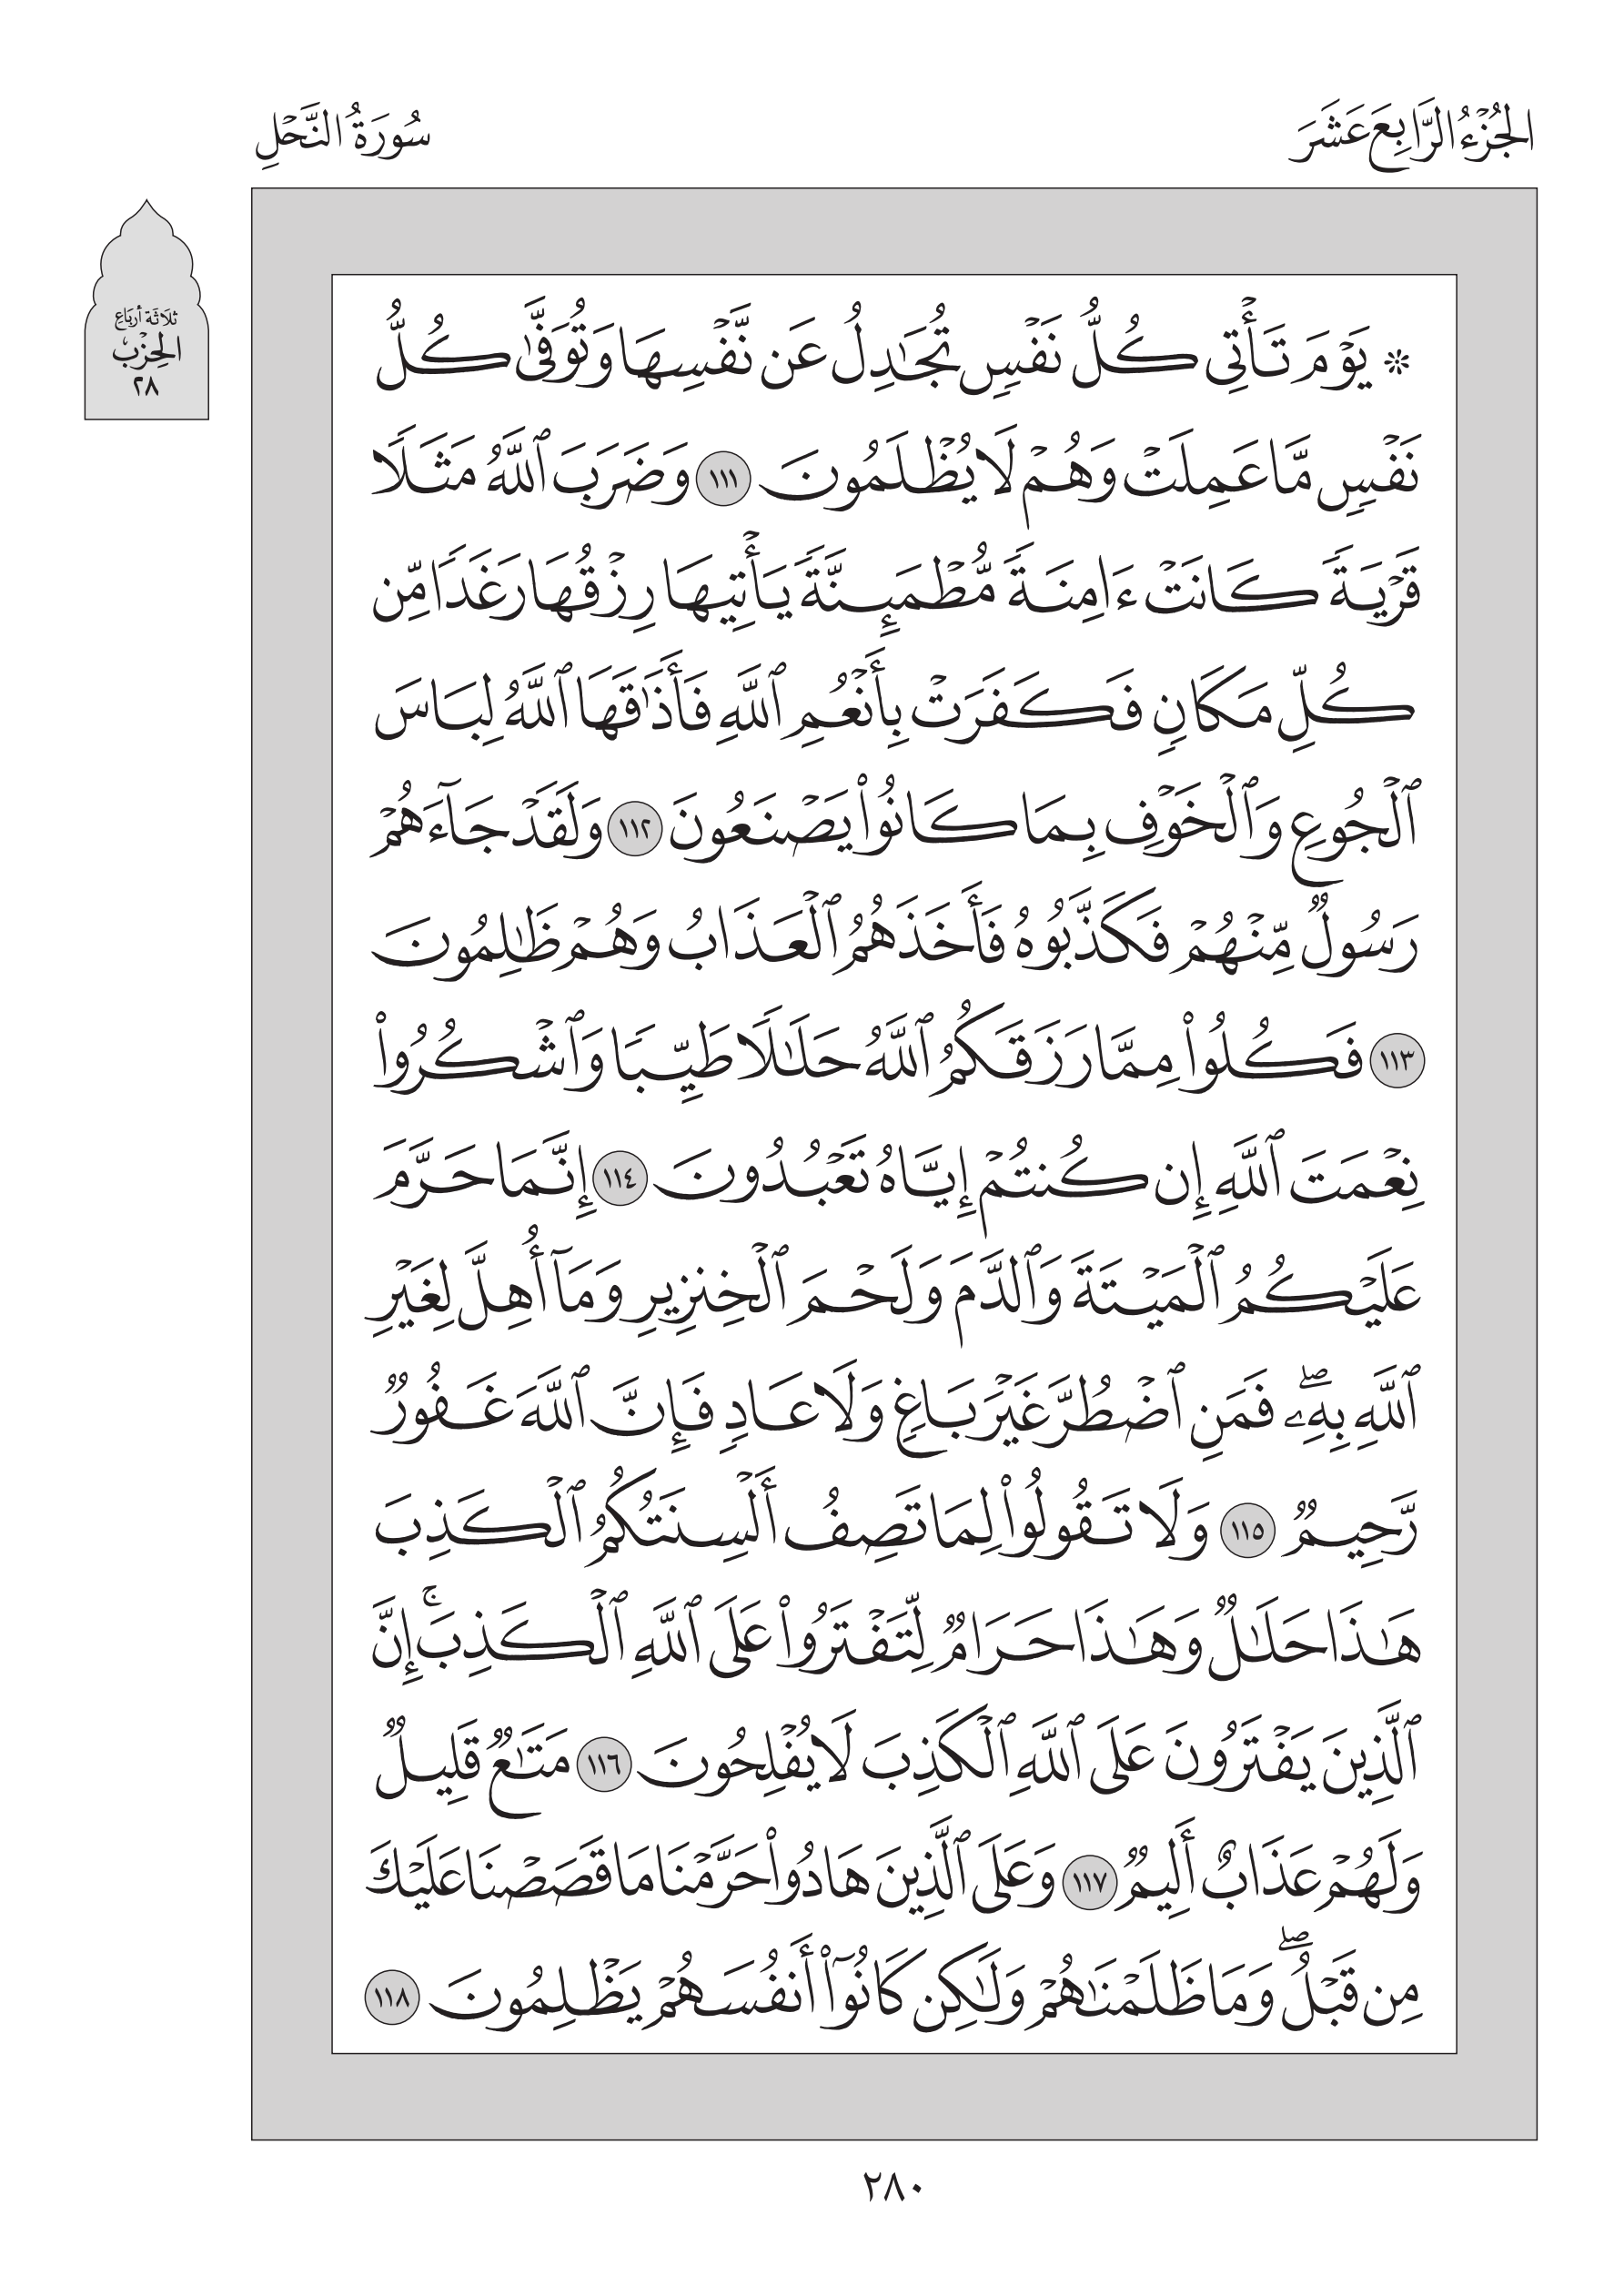 الجُزْءُ الرَّابِعَ عَشَرَ
سُورَةُ النَّحْلِ
ثلاثة أرباع
الحِزْب
٢٨
۞ يَوْمَ تَأْتِى كُلُّ نَفْسٍ تُجَٰدِلُ عَن نَّفْسِهَا وَتُوَفَّىٰ كُلُّ
نَفْسٍ مَّا عَمِلَتْ وَهُمْ لَا يُظْلَمُونَ ١١١ وَضَرَبَ ٱللَّهُ مَثَلًا
قَرْيَةً كَانَتْ ءَامِنَةً مُّطْمَئِنَّةً يَأْتِيهَا رِزْقُهَا رَغَدًا مِّن
كُلِّ مَكَانٍ فَكَفَرَتْ بِأَنْعُمِ ٱللَّهِ فَأَذَٰقَهَا ٱللَّهُ لِبَاسَ
ٱلْجُوعِ وَٱلْخَوْفِ بِمَا كَانُوا۟ يَصْنَعُونَ ١١٢ وَلَقَدْ جَآءَهُمْ
رَسُولٌ مِّنْهُمْ فَكَذَّبُوهُ فَأَخَذَهُمُ ٱلْعَذَابُ وَهُمْ ظَٰلِمُونَ
١١٣ فَكُلُوا۟ مِمَّا رَزَقَكُمُ ٱللَّهُ حَلَٰلًا طَيِّبًا وَٱشْكُرُوا۟
نِعْمَتَ ٱللَّهِ إِن كُنتُمْ إِيَّاهُ تَعْبُدُونَ ١١٤ إِنَّمَا حَرَّمَ
عَلَيْكُمُ ٱلْمَيْتَةَ وَٱلدَّمَ وَلَحْمَ ٱلْخِنزِيرِ وَمَآ أُهِلَّ لِغَيْرِ
ٱللَّهِ بِهِۦۖ فَمَنِ ٱضْطُرَّ غَيْرَ بَاغٍ وَلَا عَادٍ فَإِنَّ ٱللَّهَ غَفُورٌ
رَّحِيمٌ ١١٥ وَلَا تَقُولُوا۟ لِمَا تَصِفُ أَلْسِنَتُكُمُ ٱلْكَذِبَ
هَٰذَا حَلَٰلٌ وَهَٰذَا حَرَامٌ لِّتَفْتَرُوا۟ عَلَى ٱللَّهِ ٱلْكَذِبَۚ إِنَّ
ٱلَّذِينَ يَفْتَرُونَ عَلَى ٱللَّهِ ٱلْكَذِبَ لَا يُفْلِحُونَ ١١٦ مَتَٰعٌ قَلِيلٌ
وَلَهُمْ عَذَابٌ أَلِيمٌ ١١٧ وَعَلَى ٱلَّذِينَ هَادُوا۟ حَرَّمْنَا مَا قَصَصْنَا عَلَيْكَ
مِن قَبْلُۖ وَمَا ظَلَمْنَٰهُمْ وَلَٰكِن كَانُوٓا۟ أَنفُسَهُمْ يَظْلِمُونَ ١١٨
٢٨٠